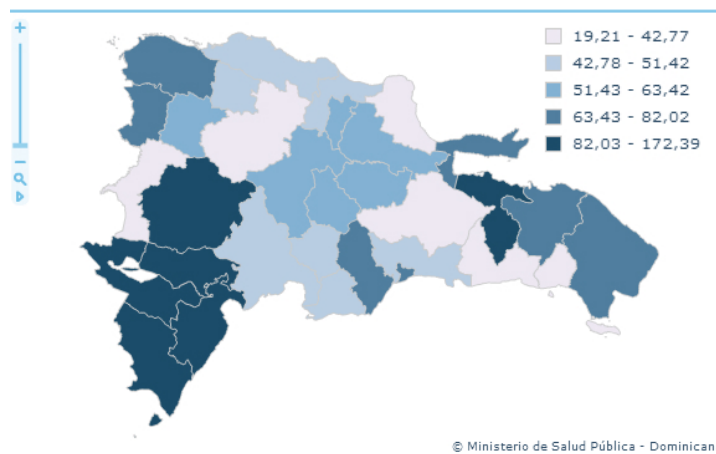 19,21 - 42,77
42,78 - 51,42
51,43 - 63,42
63,43 - 82,02
82,03 - 172,39
© Ministerio de Salud Pública - Dominican